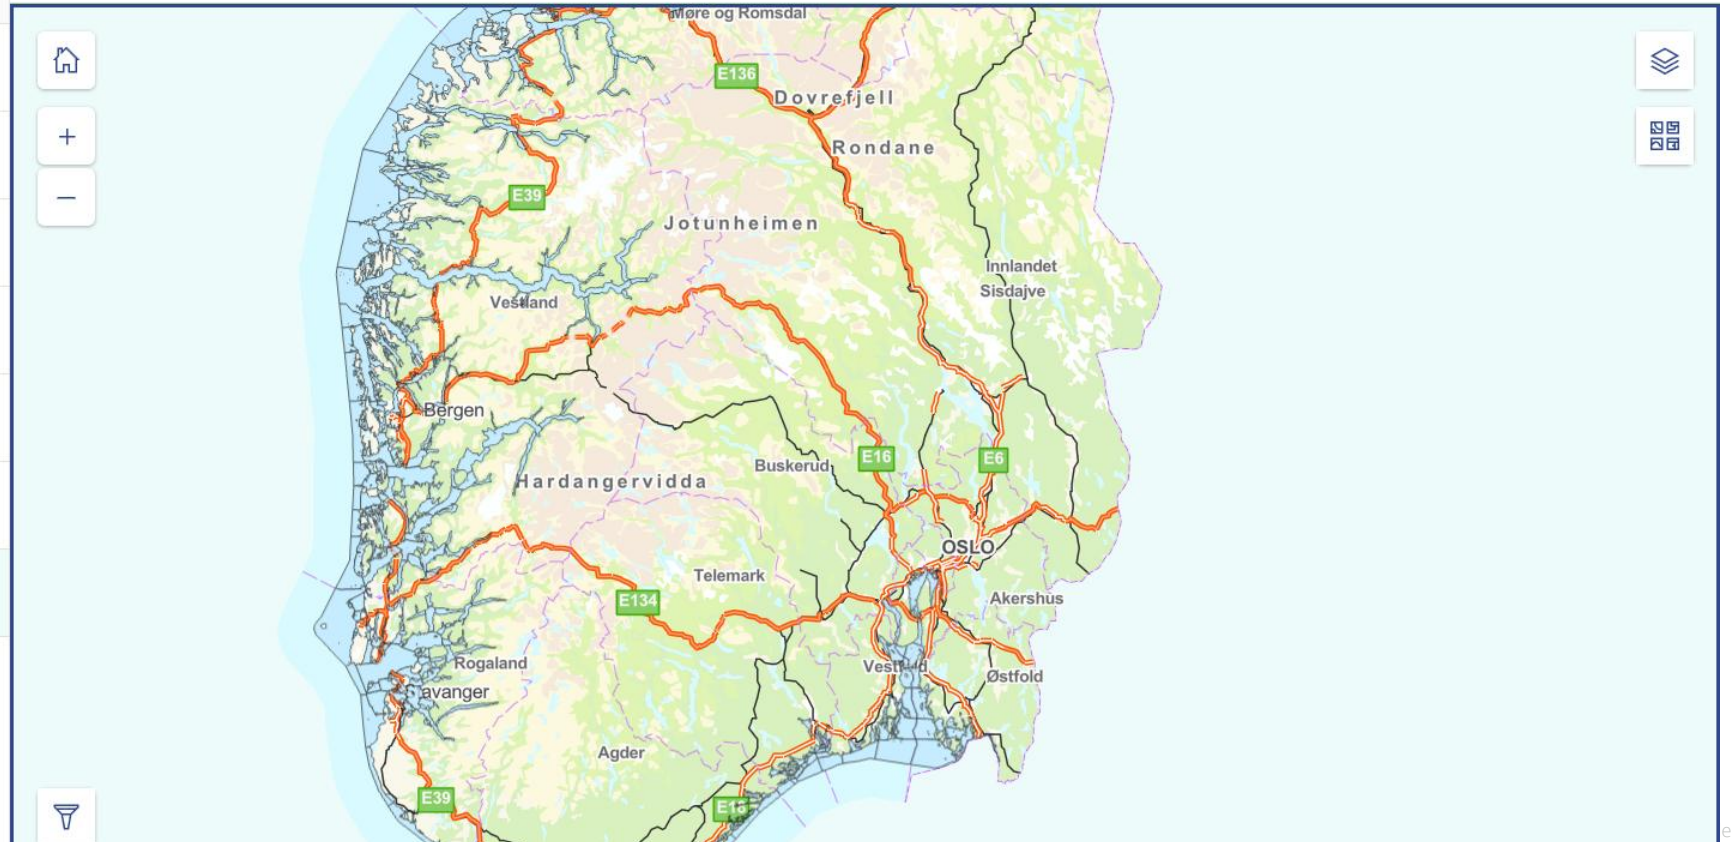 Møre og Romsdal
E136
Dovrefjell
Rondane
E39
Jotunheimen
Innlandet
Sisdajve
Vestland
Bergen
E16
E6
Buskerud
Hardangervidda
OSLO
Telemark
E134
Akershus
Rogaland
Østfold
avanger
Agder
E39
E18
e